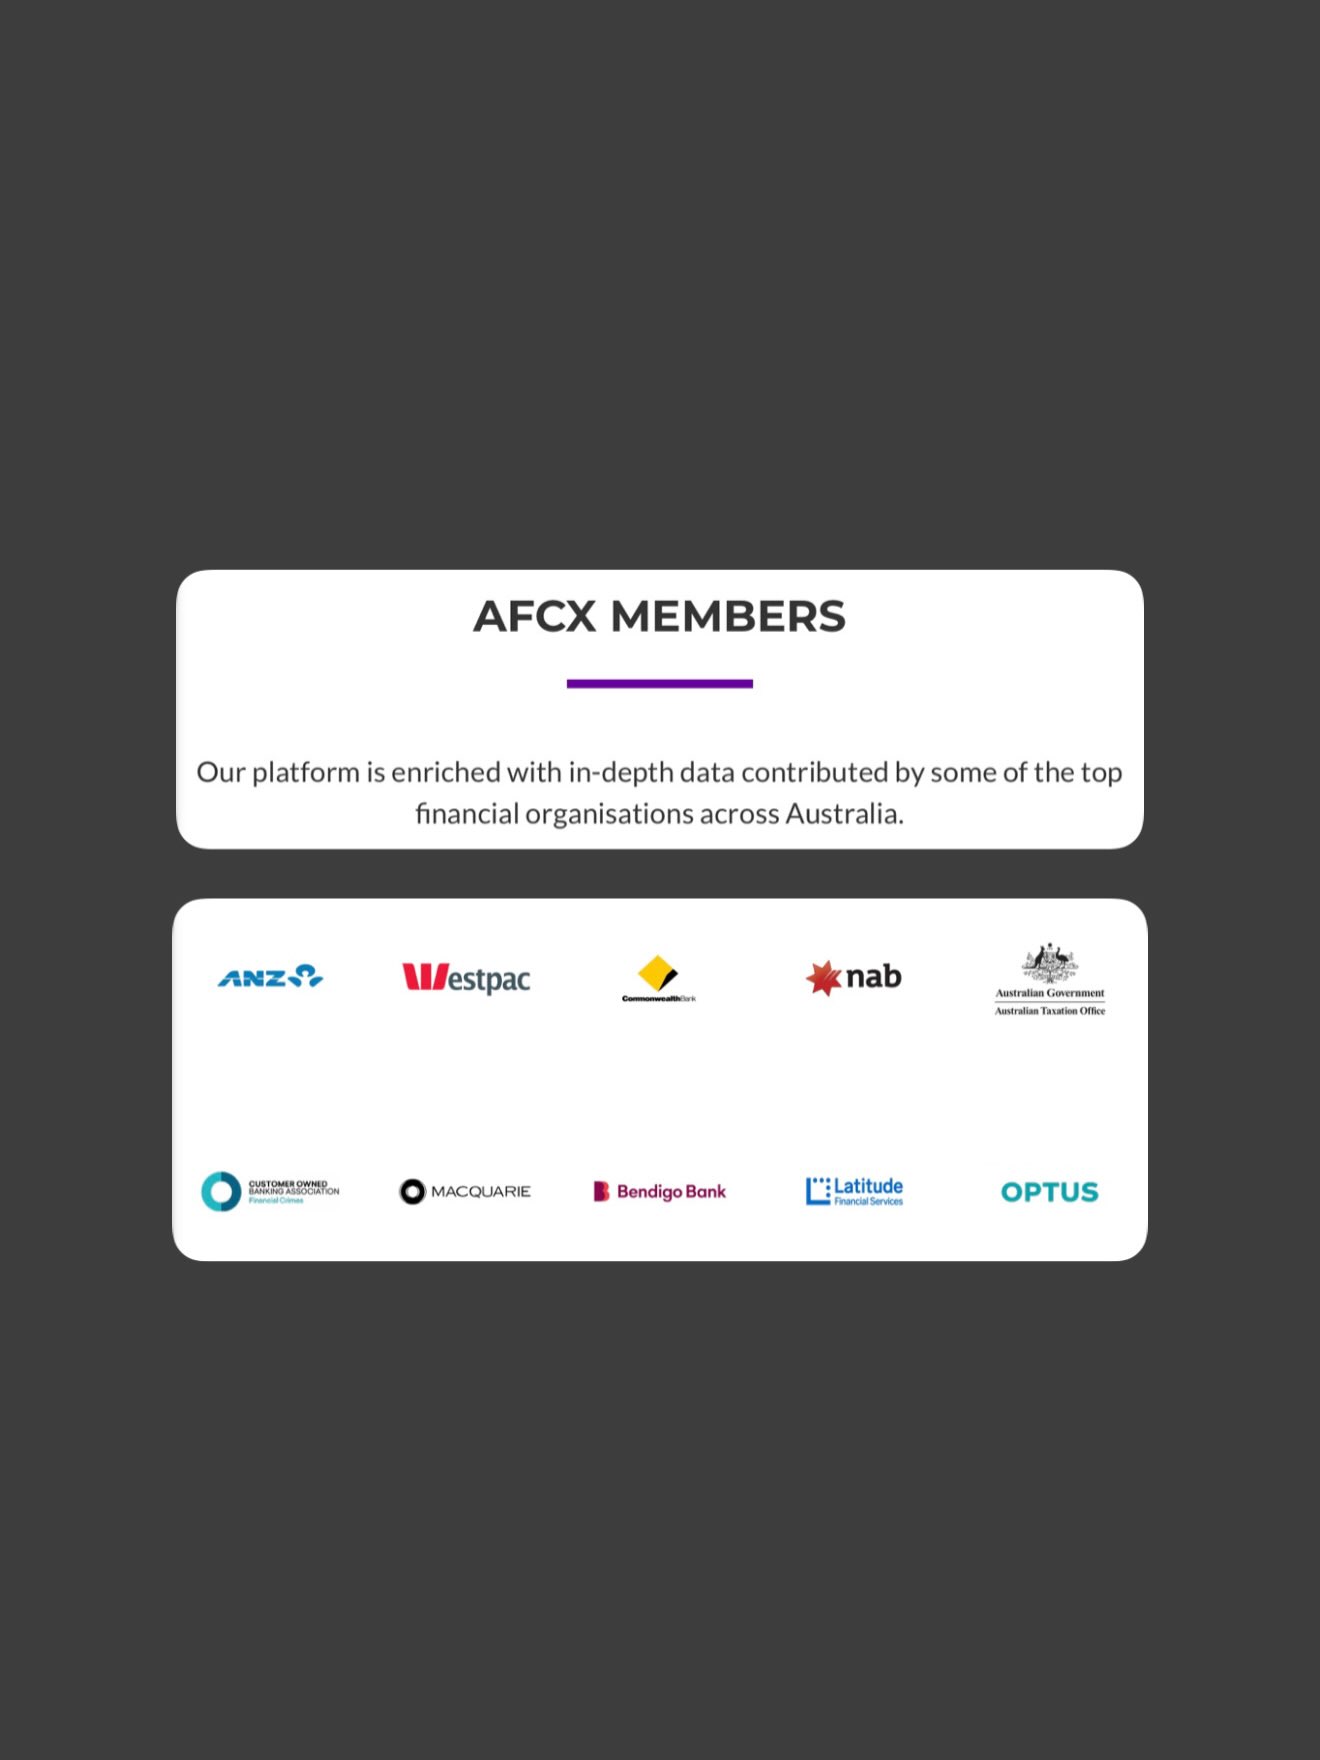 AFCX MEMBERS
Our platform is enriched with in-depth data contributed by some of the top
financial organisations across Australia.
ANZ
Westpac
CommonwealthBank
nab
Australian Government
Australian Taxation Office
CUSTOMER OWNED
BANKING ASSOCIATION
Financial Crimes
MACQUARIE
Bendigo Bank
Latitude
Financial Services
OPTUS